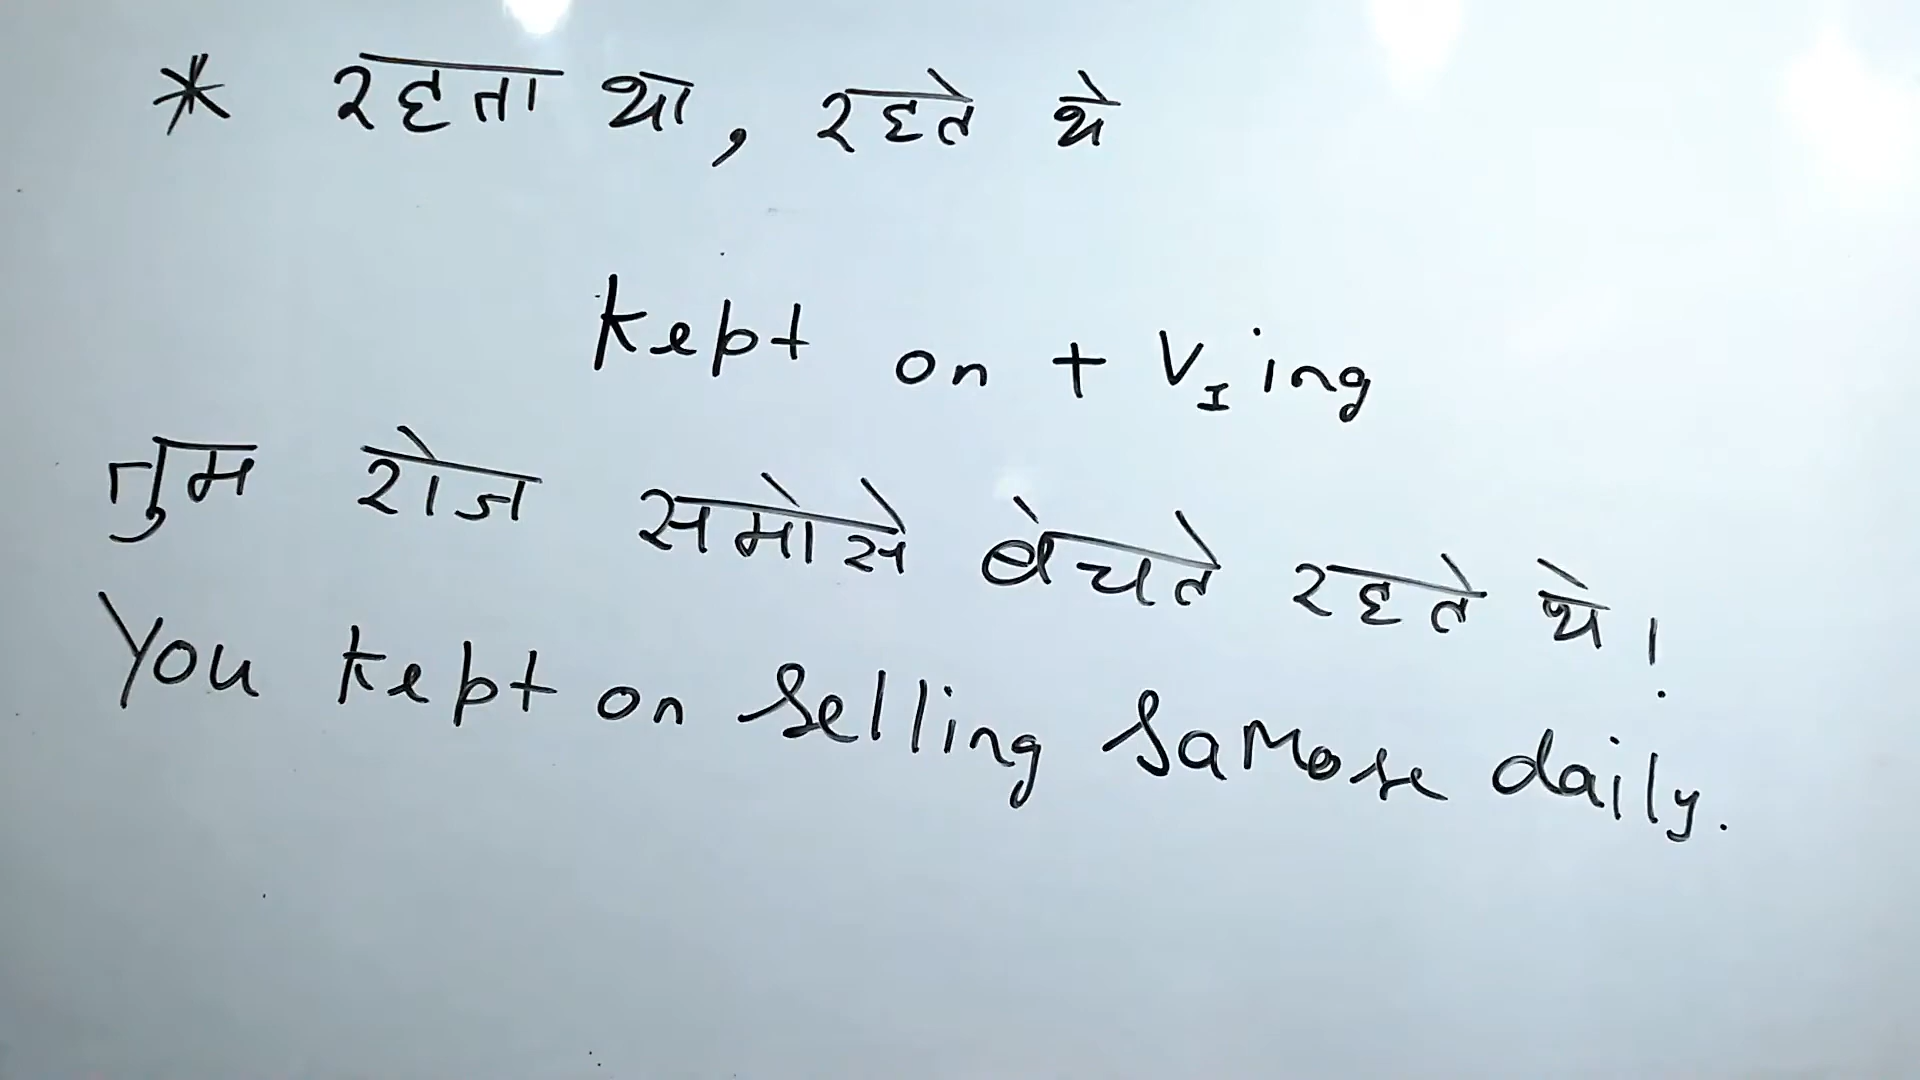 * रहता था, रहते थे
kept on + V₁ ing
तुम रोज समोसे बेचते रहते थे।
You kept on selling samose daily.